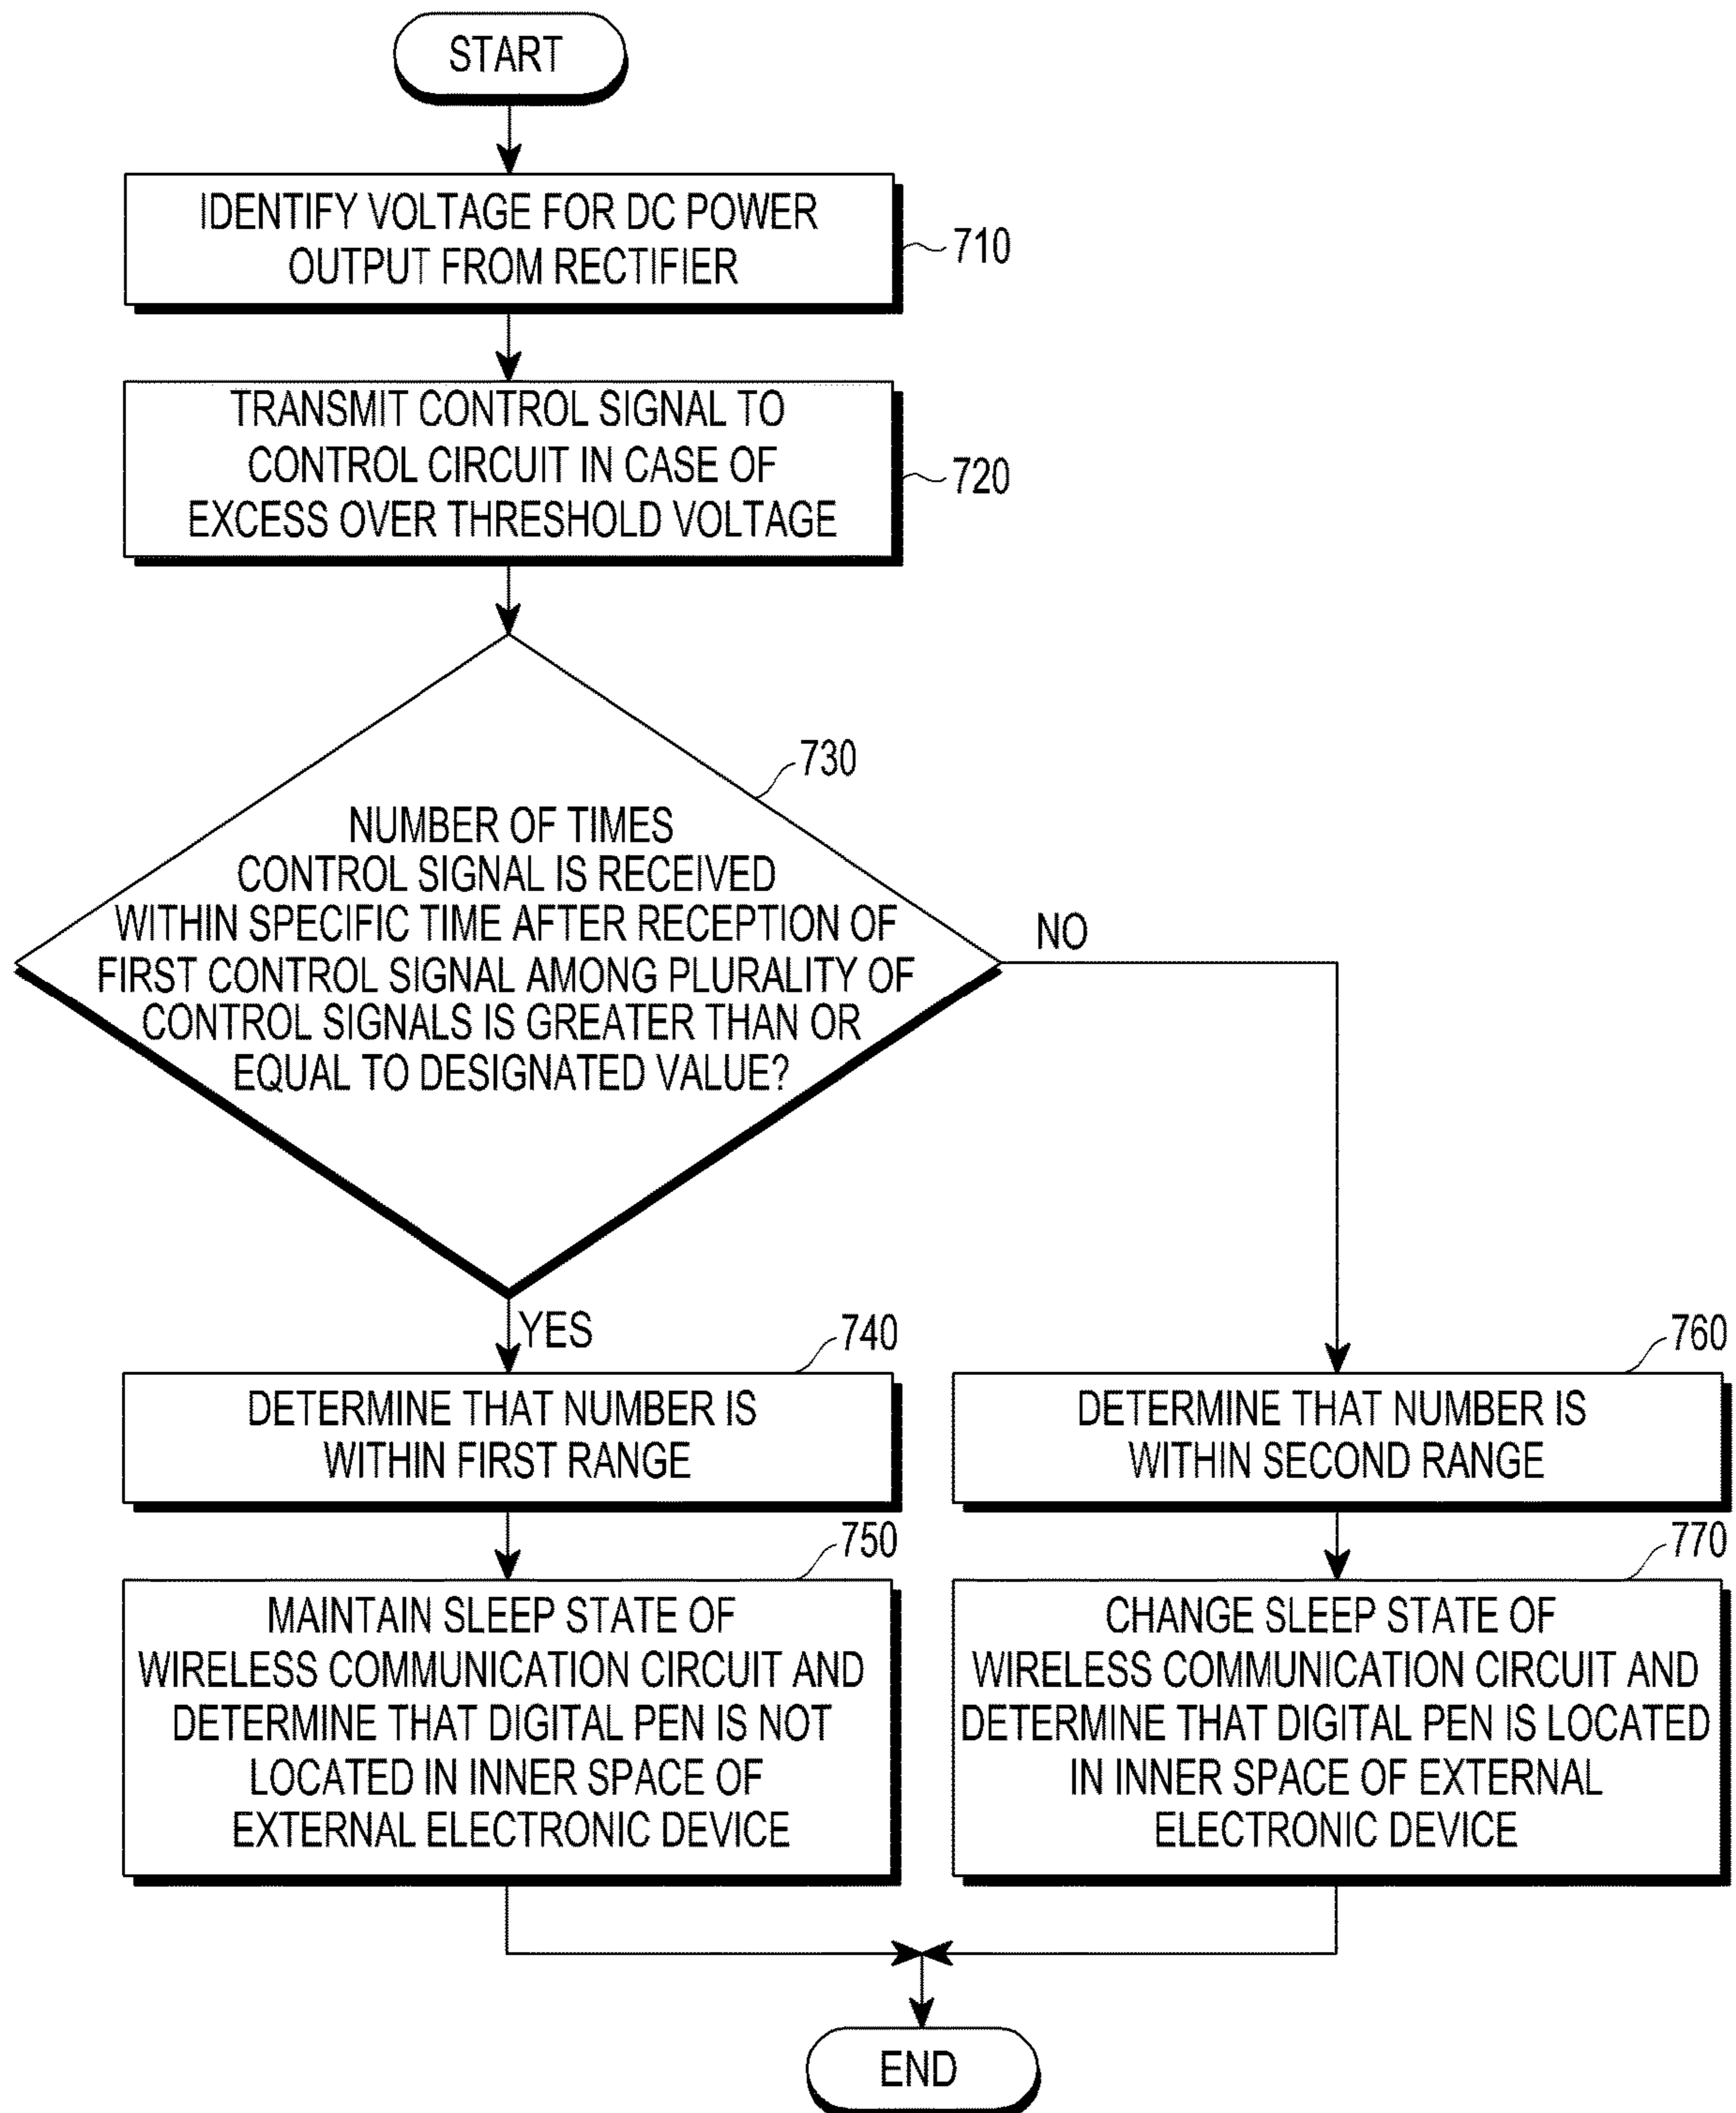 START
IDENTIFY VOLTAGE FOR DC POWER
OUTPUT FROM RECTIFIER
710
TRANSMIT CONTROL SIGNAL TO
CONTROL CIRCUIT IN CASE OF
EXCESS OVER THRESHOLD VOLTAGE
720
730
NUMBER OF TIMES
CONTROL SIGNAL IS RECEIVED
WITHIN SPECIFIC TIME AFTER RECEPTION OF
FIRST CONTROL SIGNAL AMONG PLURALITY OF
CONTROL SIGNALS IS GREATER THAN OR
EQUAL TO DESIGNATED VALUE?
NO
YES
740
DETERMINE THAT NUMBER IS
WITHIN FIRST RANGE
750
MAINTAIN SLEEP STATE OF
WIRELESS COMMUNICATION CIRCUIT AND
DETERMINE THAT DIGITAL PEN IS NOT
LOCATED IN INNER SPACE OF
EXTERNAL ELECTRONIC DEVICE
760
DETERMINE THAT NUMBER IS
WITHIN SECOND RANGE
770
CHANGE SLEEP STATE OF
WIRELESS COMMUNICATION CIRCUIT AND
DETERMINE THAT DIGITAL PEN IS LOCATED
IN INNER SPACE OF EXTERNAL
ELECTRONIC DEVICE
END